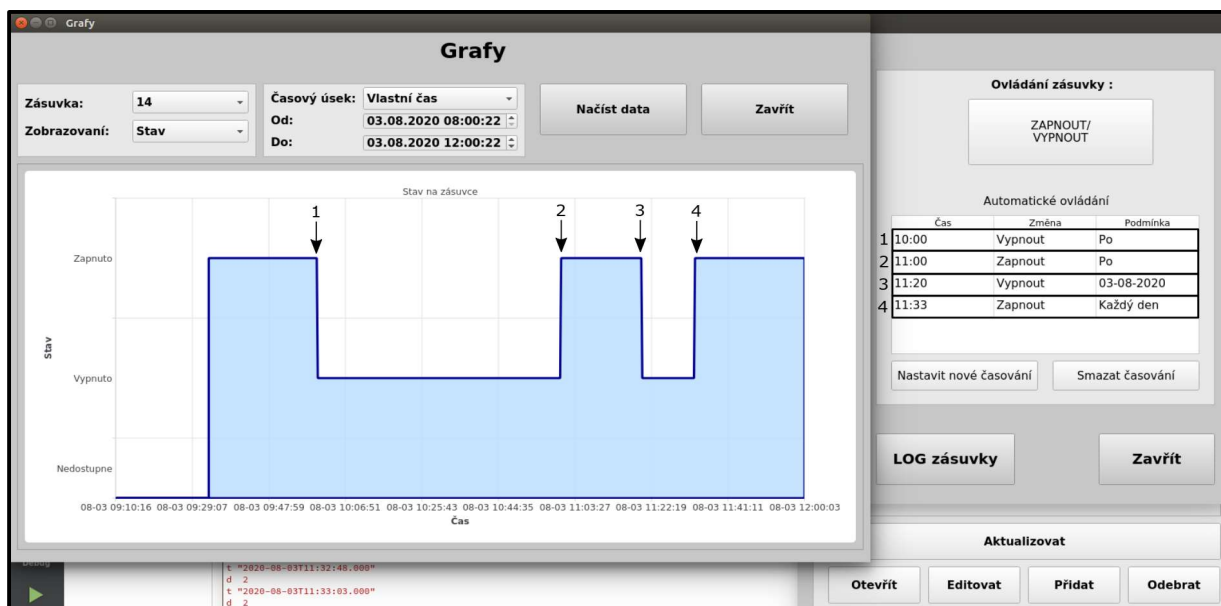 Grafy
Grafy
Zásuvka:
14
Zobrazovaní:
Stav
Časový úsek:
Vlastní čas
Od:
03.08.2020 08:00:22
Do:
03.08.2020 12:00:22
Načíst data
Zavřít
Stav na zásuvce
1
2
3
4
Zapnuto
Vypnuto
Nedostupne
Stav
08-03 09:10:16 08-03 09:29:07 08-03 09:47:59 08-03 10:06:51 08-03 10:25:43 08-03 10:44:35 08-03 11:03:27 08-03 11:22:19 08-03 11:41:11 08-03 12:00:03
Čas
Ovládání zásuvky :
ZAPNOUT/
VYPNOUT
Automatické ovládání
Čas Změna Podmínka
1 10:00 Vypnout Po
2 11:00 Zapnout Po
3 11:20 Vypnout 03-08-2020
4 11:33 Zapnout Každý den
Nastavit nové časování
Smazat časování
LOG zásuvky
Zavřít
Aktualizovat
Otevřít
Editovat
Přidat
Odebrat
Debug
t "2020-08-03T11:32:48.000"
d 2
t "2020-08-03T11:33:03.000"
d 2